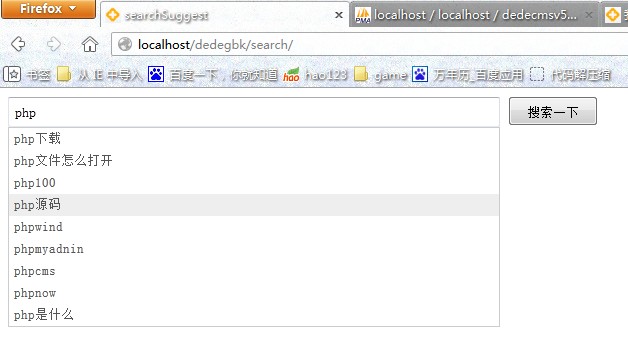 Firefox
searchSuggest
localhost / localhost / dedecmsv5...
localhost/dedegbk/search/
书签 从 IE 中导入 百度一下，你就知道 hao123 game 万年历_百度应用 代码解压缩
php 搜索一下
php下载
php文件怎么打开
php100
php源码
phpwind
phpmyadnin
phpcms
phpnow
php是什么